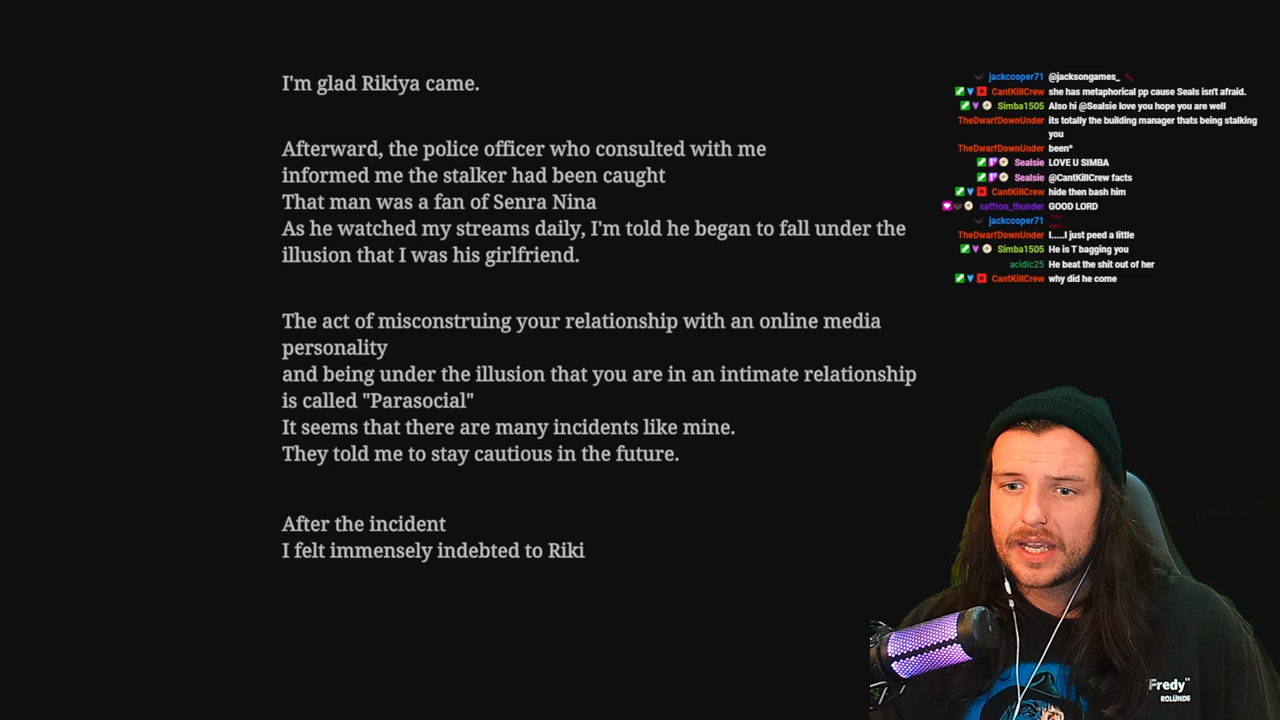 I'm glad Rikiya came.
Afterward, the police officer who consulted with me
informed me the stalker had been caught
That man was a fan of Senra Nina
As he watched my streams daily, I'm told he began to fall under the
illusion that I was his girlfriend.
The act of misconstruing your relationship with an online media
personality
and being under the illusion that you are in an intimate relationship
is called "Parasocial"
It seems that there are many incidents like mine.
They told me to stay cautious in the future.
After the incident
I felt immensely indebted to Riki
jackcooper71 @jacksongames_
CantKillCrew she has metaphorical pp cause Seals isn't afraid.
Simba1505 Also hi @Sealsie love you hope you are well
TheDwarfDownUnder its totally the building manager thats being stalking
you
TheDwarfDownUnder been*
Sealsie LOVE U SIMBA
Sealsie @CantKillCrew facts
CantKillCrew hide then bash him
saffron_thunder GOOD LORD
jackcooper71
TheDwarfDownUnder I.....I just peed a little
Simba1505 He is T bagging you
acidic25 He beat the shit out of her
CantKillCrew why did he come
"Fredy"
ROLÜNDE